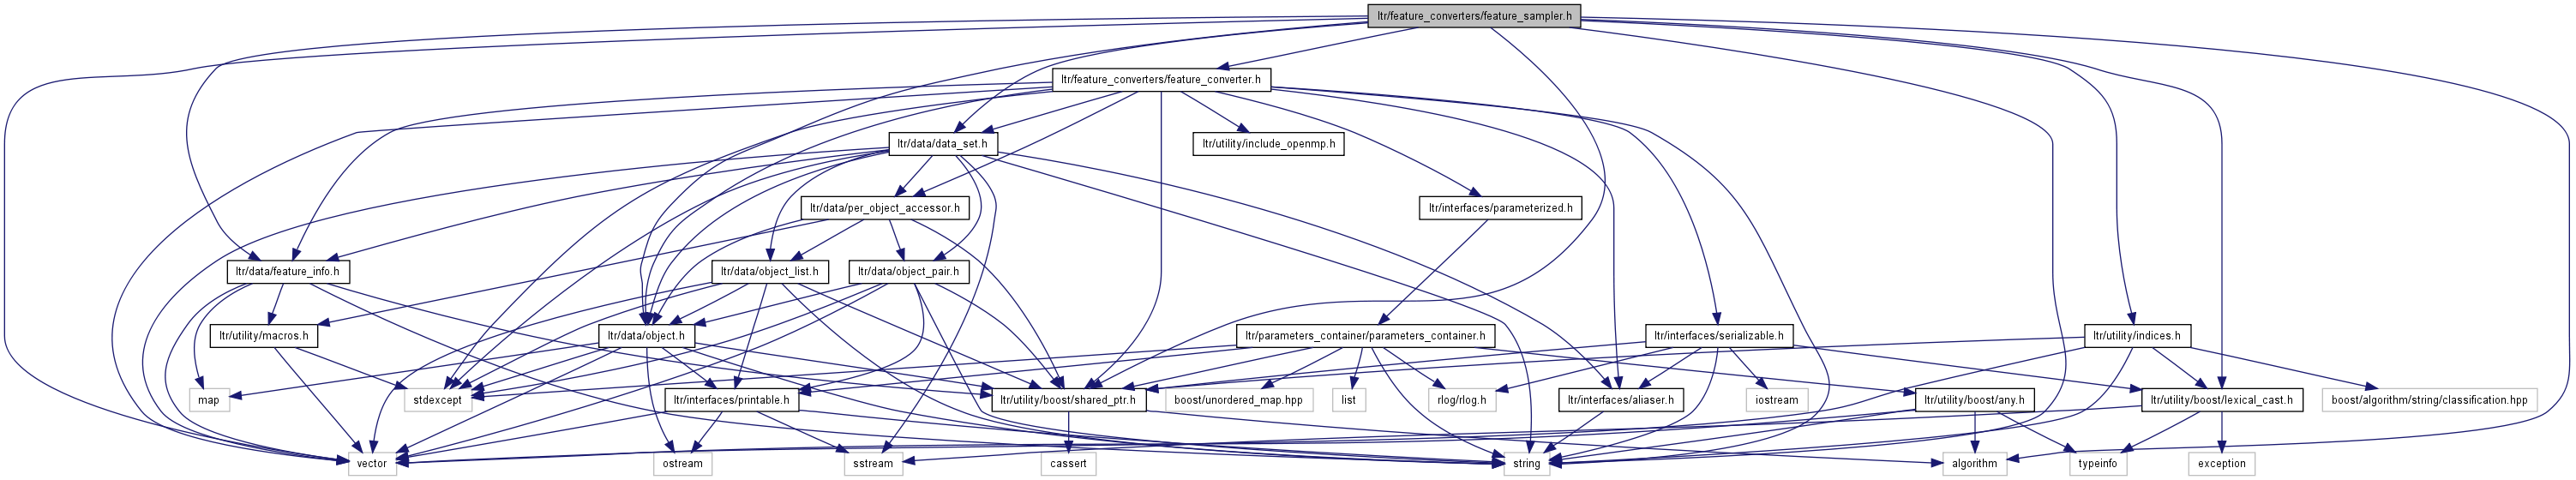 ltr/feature_converters/feature_sampler.h
ltr/feature_converters/feature_converter.h
ltr/data/data_set.h
ltr/utility/include_openmp.h
ltr/data/per_object_accessor.h
ltr/interfaces/parameterized.h
ltr/data/feature_info.h
ltr/data/object_list.h
ltr/data/object_pair.h
ltr/utility/macros.h
ltr/data/object.h
ltr/parameters_container/parameters_container.h
ltr/interfaces/serializable.h
ltr/utility/indices.h
map
stdexcept
ltr/interfaces/printable.h
ltr/utility/boost/shared_ptr.h
boost/unordered_map.hpp
list
rlog/rlog.h
ltr/interfaces/aliaser.h
iostream
ltr/utility/boost/any.h
ltr/utility/boost/lexical_cast.h
boost/algorithm/string/classification.hpp
vector
ostream
sstream
cassert
string
algorithm
typeinfo
exception